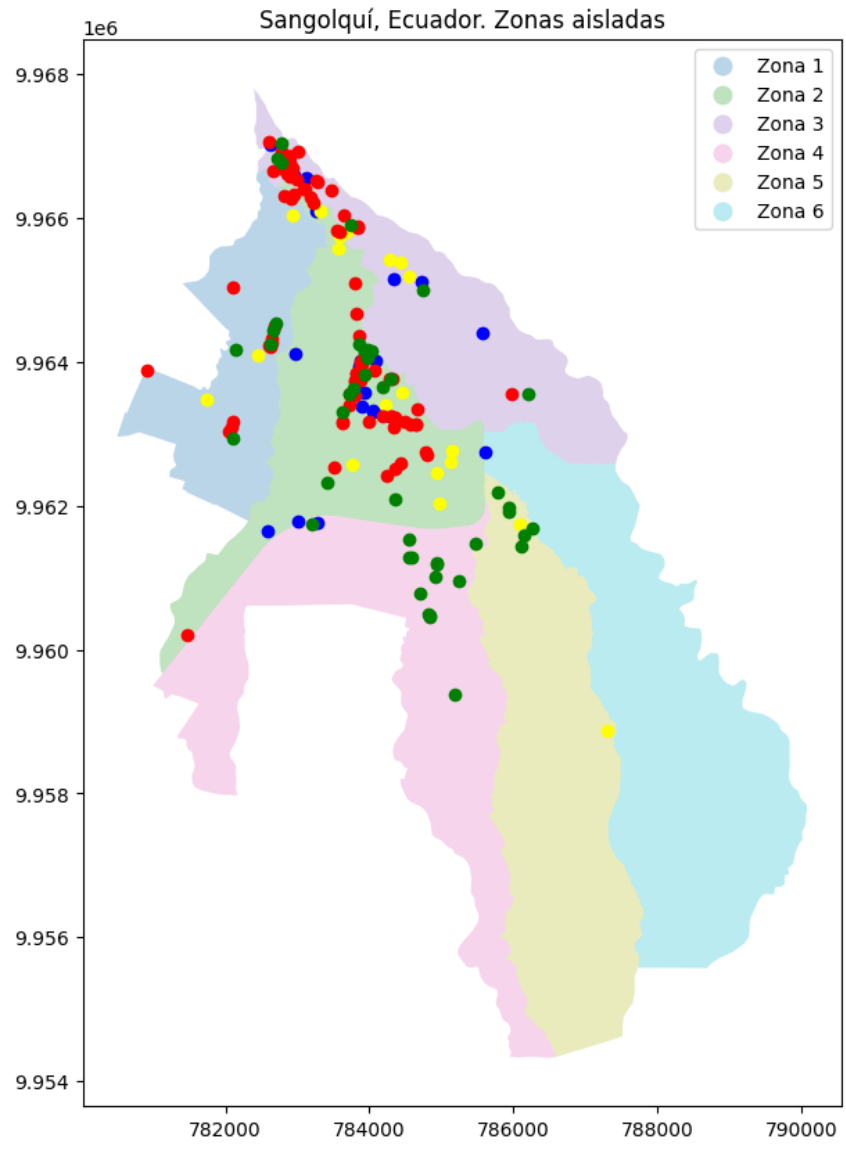 Sangolquí, Ecuador. Zonas aisladas
1e6
9.968
9.966
9.964
9.962
9.960
9.958
9.956
9.954
Zona 1
Zona 2
Zona 3
Zona 4
Zona 5
Zona 6
782000 784000 786000 788000 790000